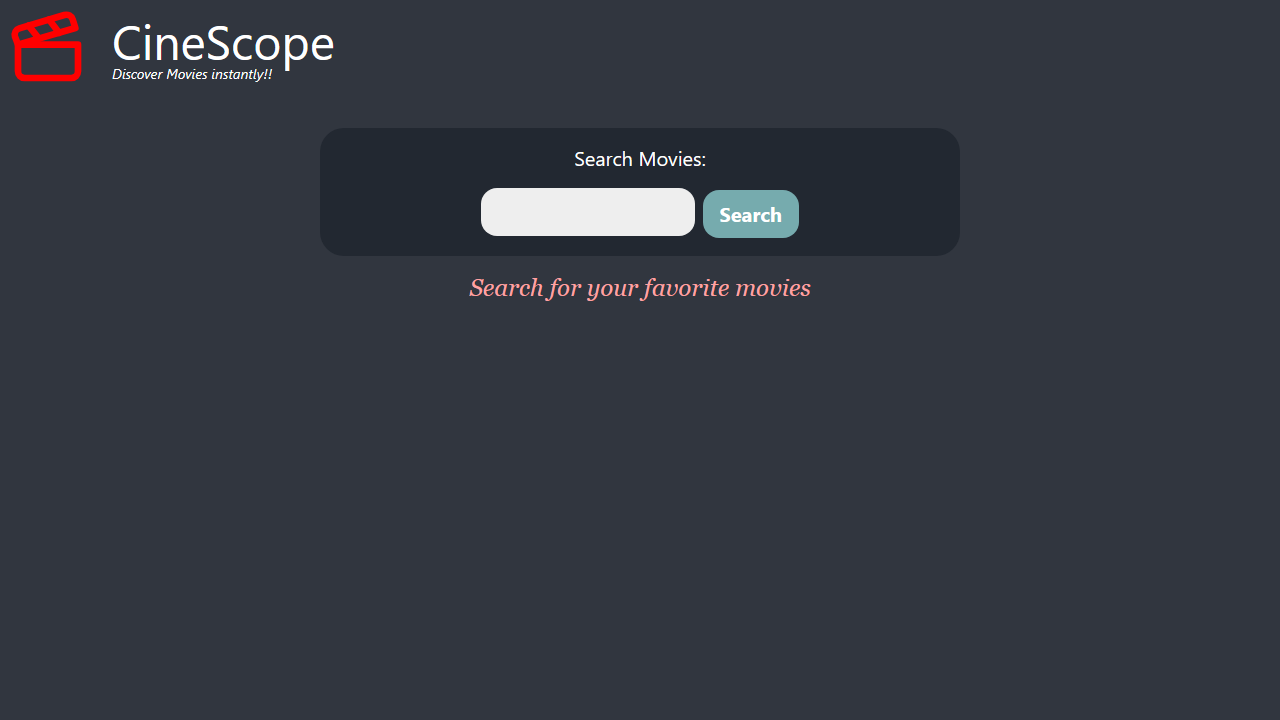 CineScope
Discover Movies instantly!!
Search Movies:
Search
Search for your favorite movies